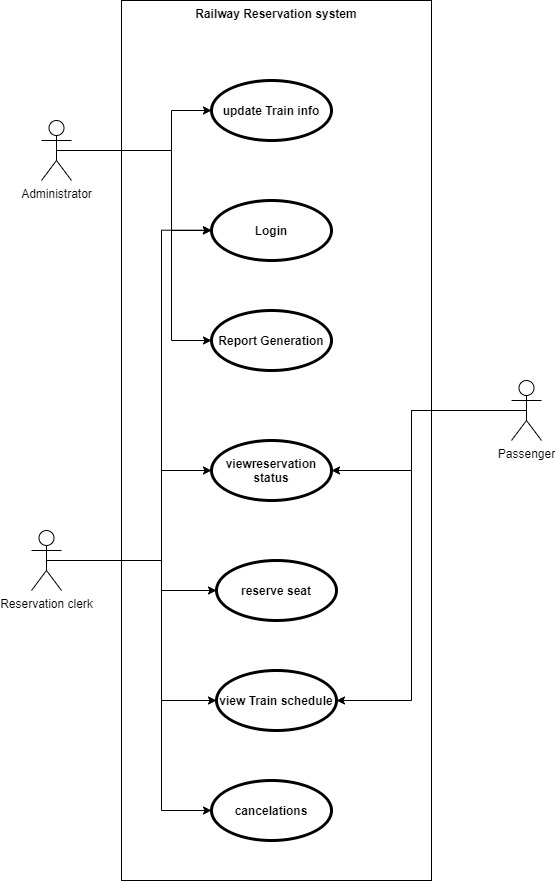 Railway Reservation system
update Train info
Administrator
Login
Report Generation
Passenger
viewreservation
status
reserve seat
Reservation clerk
view Train schedule
cancelations